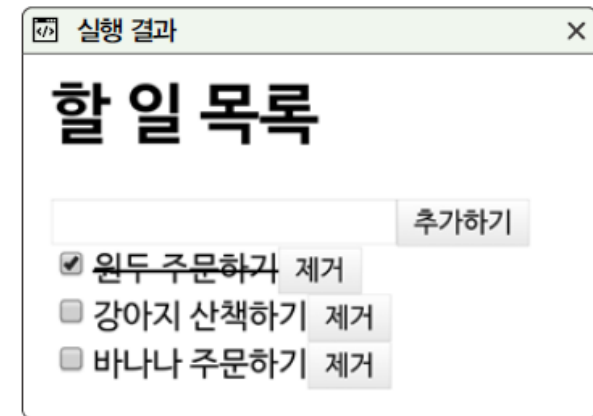 실행 결과
할 일 목록
추가하기
원두 주문하기 제거
강아지 산책하기 제거
바나나 주문하기 제거